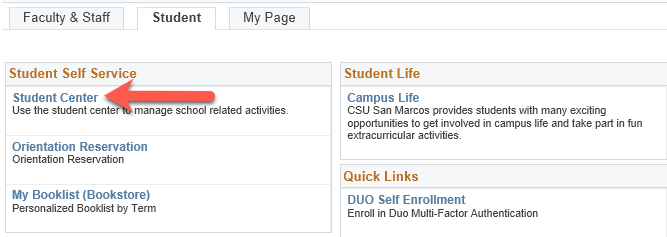 Faculty & Staff
Student
My Page
Student Self Service
Student Center
Use the student center to manage school related activities.
Orientation Reservation
Orientation Reservation
My Booklist (Bookstore)
Personalized Booklist by Term
Student Life
Campus Life
CSU San Marcos provides students with many exciting
opportunities to get involved in campus life and take part in fun
extracurricular activities.
Quick Links
DUO Self Enrollment
Enroll in Duo Multi-Factor Authentication